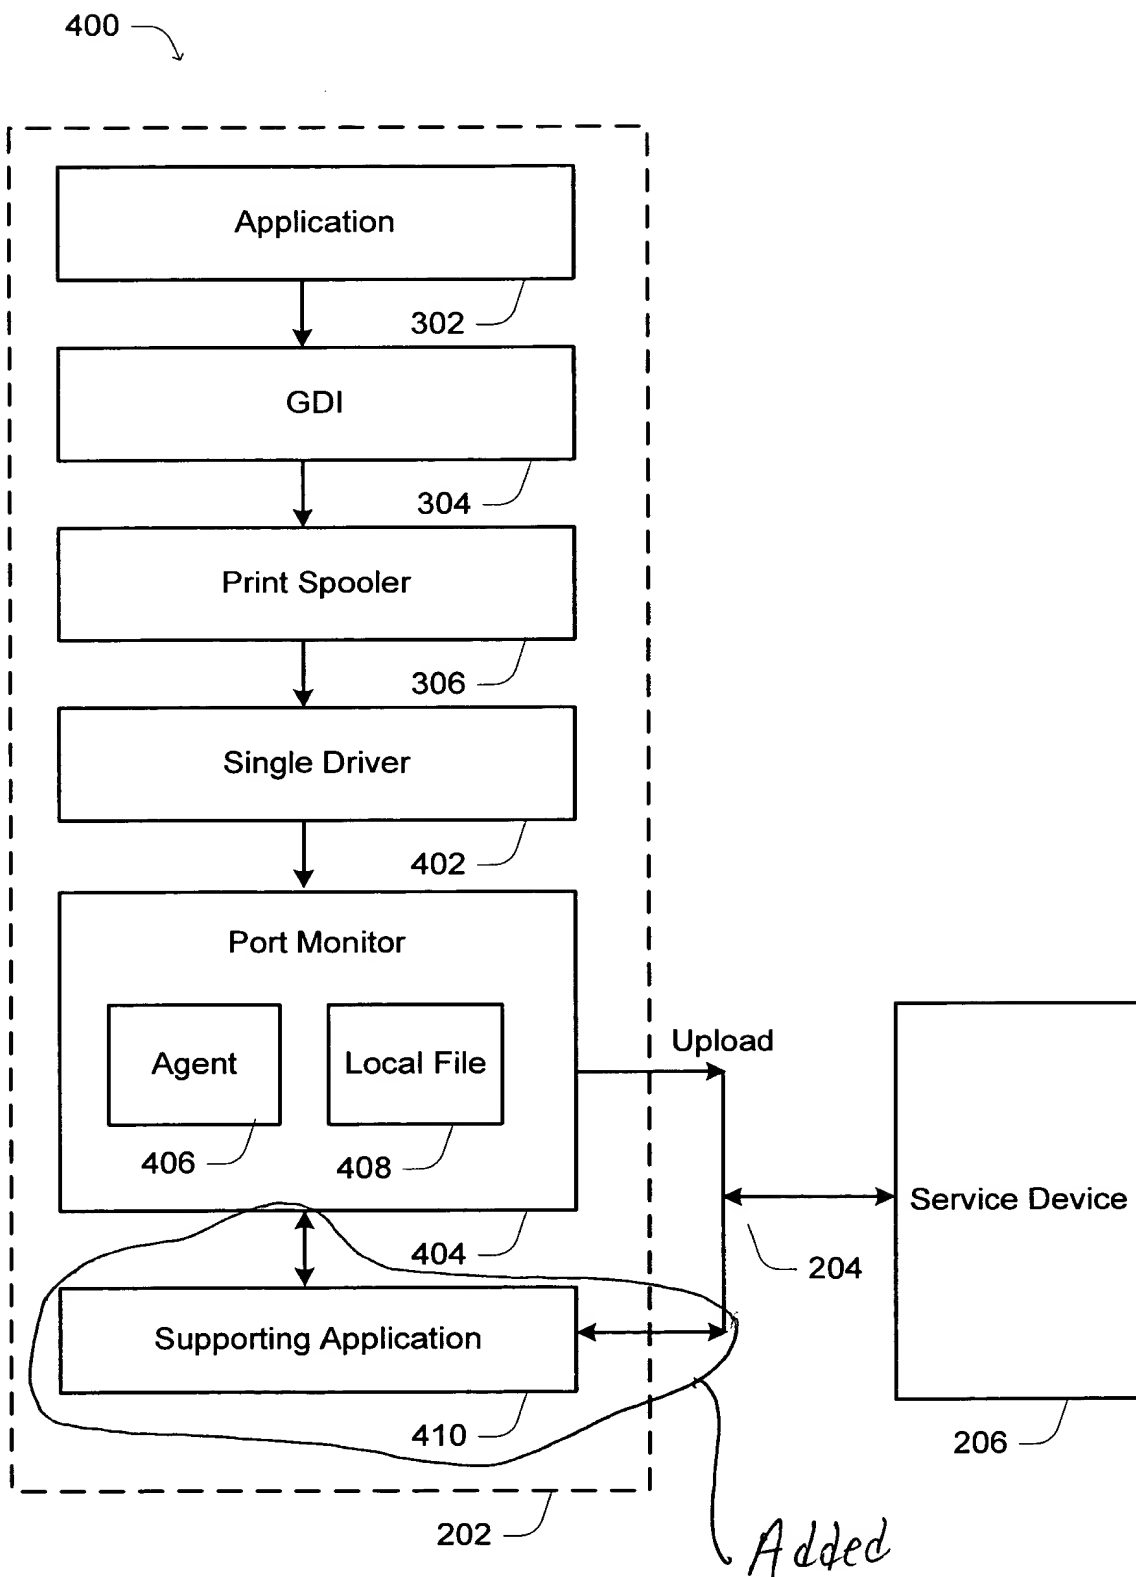 400
Application
302
GDI
304
Print Spooler
306
Single Driver
402
Port Monitor
Agent
406
Local File
408
404
Upload
Service Device
204
206
Supporting Application
410
202
Added